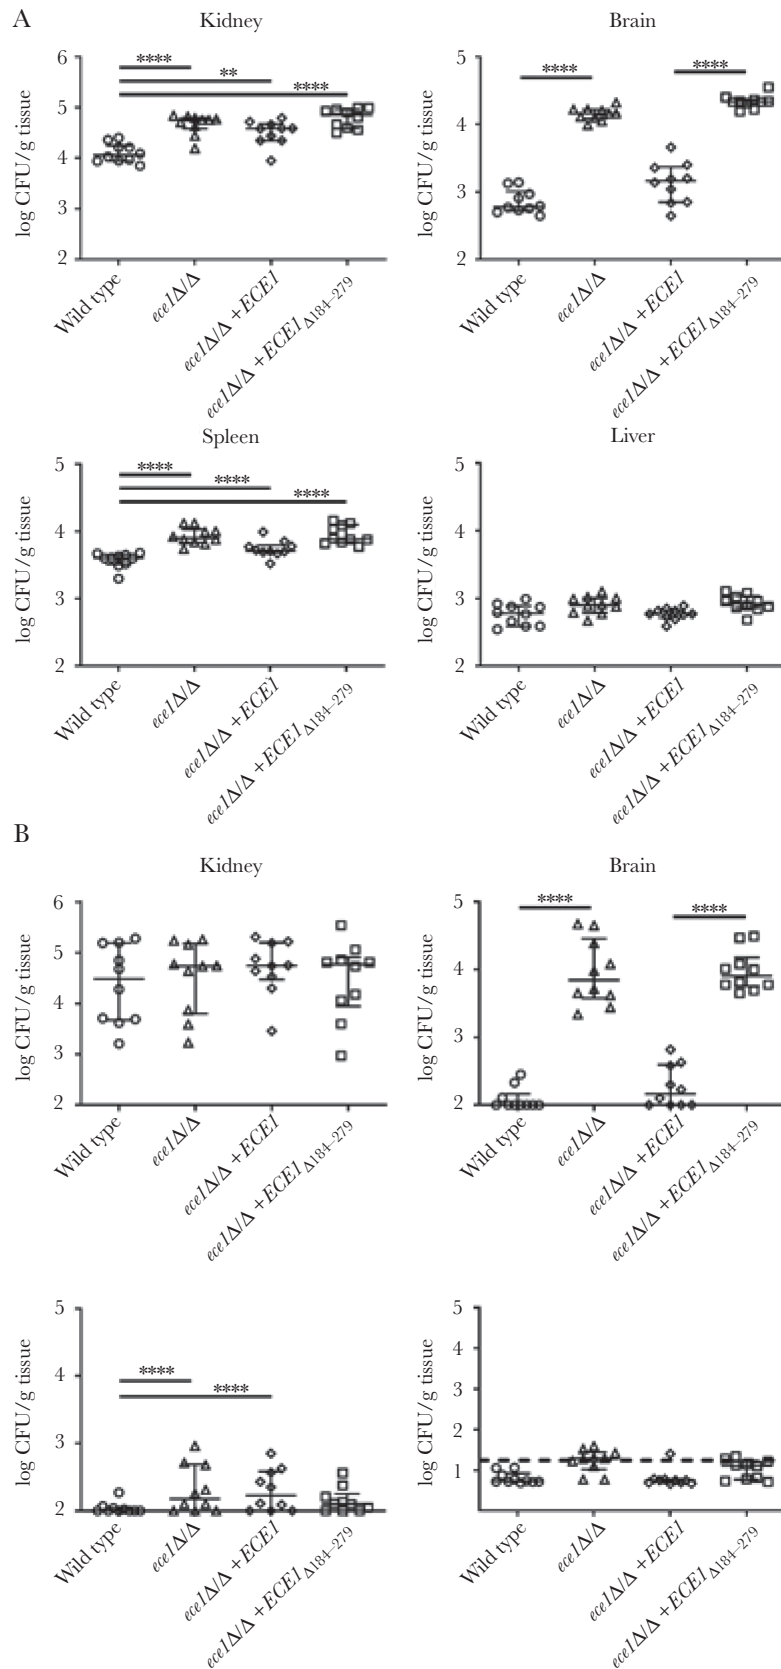 A
Kidney
Brain
6
5
4
3
2
log CFU/g tissue
****
**
****
Wild type
ece1Δ/Δ
ece1Δ/Δ +ECE1
ece1Δ/Δ +ECE1Δ184–279
5
4
3
2
log CFU/g tissue
****
****
Wild type
ece1Δ/Δ
ece1Δ/Δ +ECE1
ece1Δ/Δ +ECE1Δ184–279
Spleen
Liver
5
4
3
2
log CFU/g tissue
****
****
****
Wild type
ece1Δ/Δ
ece1Δ/Δ +ECE1
ece1Δ/Δ +ECE1Δ184–279
5
4
3
2
log CFU/g tissue
Wild type
ece1Δ/Δ
ece1Δ/Δ +ECE1
ece1Δ/Δ +ECE1Δ184–279
B
Kidney
Brain
6
5
4
3
2
log CFU/g tissue
Wild type
ece1Δ/Δ
ece1Δ/Δ +ECE1
ece1Δ/Δ +ECE1Δ184–279
5
4
3
2
log CFU/g tissue
****
****
Wild type
ece1Δ/Δ
ece1Δ/Δ +ECE1
ece1Δ/Δ +ECE1Δ184–279
5
4
3
2
log CFU/g tissue
****
****
Wild type
ece1Δ/Δ
ece1Δ/Δ +ECE1
ece1Δ/Δ +ECE1Δ184–279
5
4
3
2
1
log CFU/g tissue
Wild type
ece1Δ/Δ
ece1Δ/Δ +ECE1
ece1Δ/Δ +ECE1Δ184–279